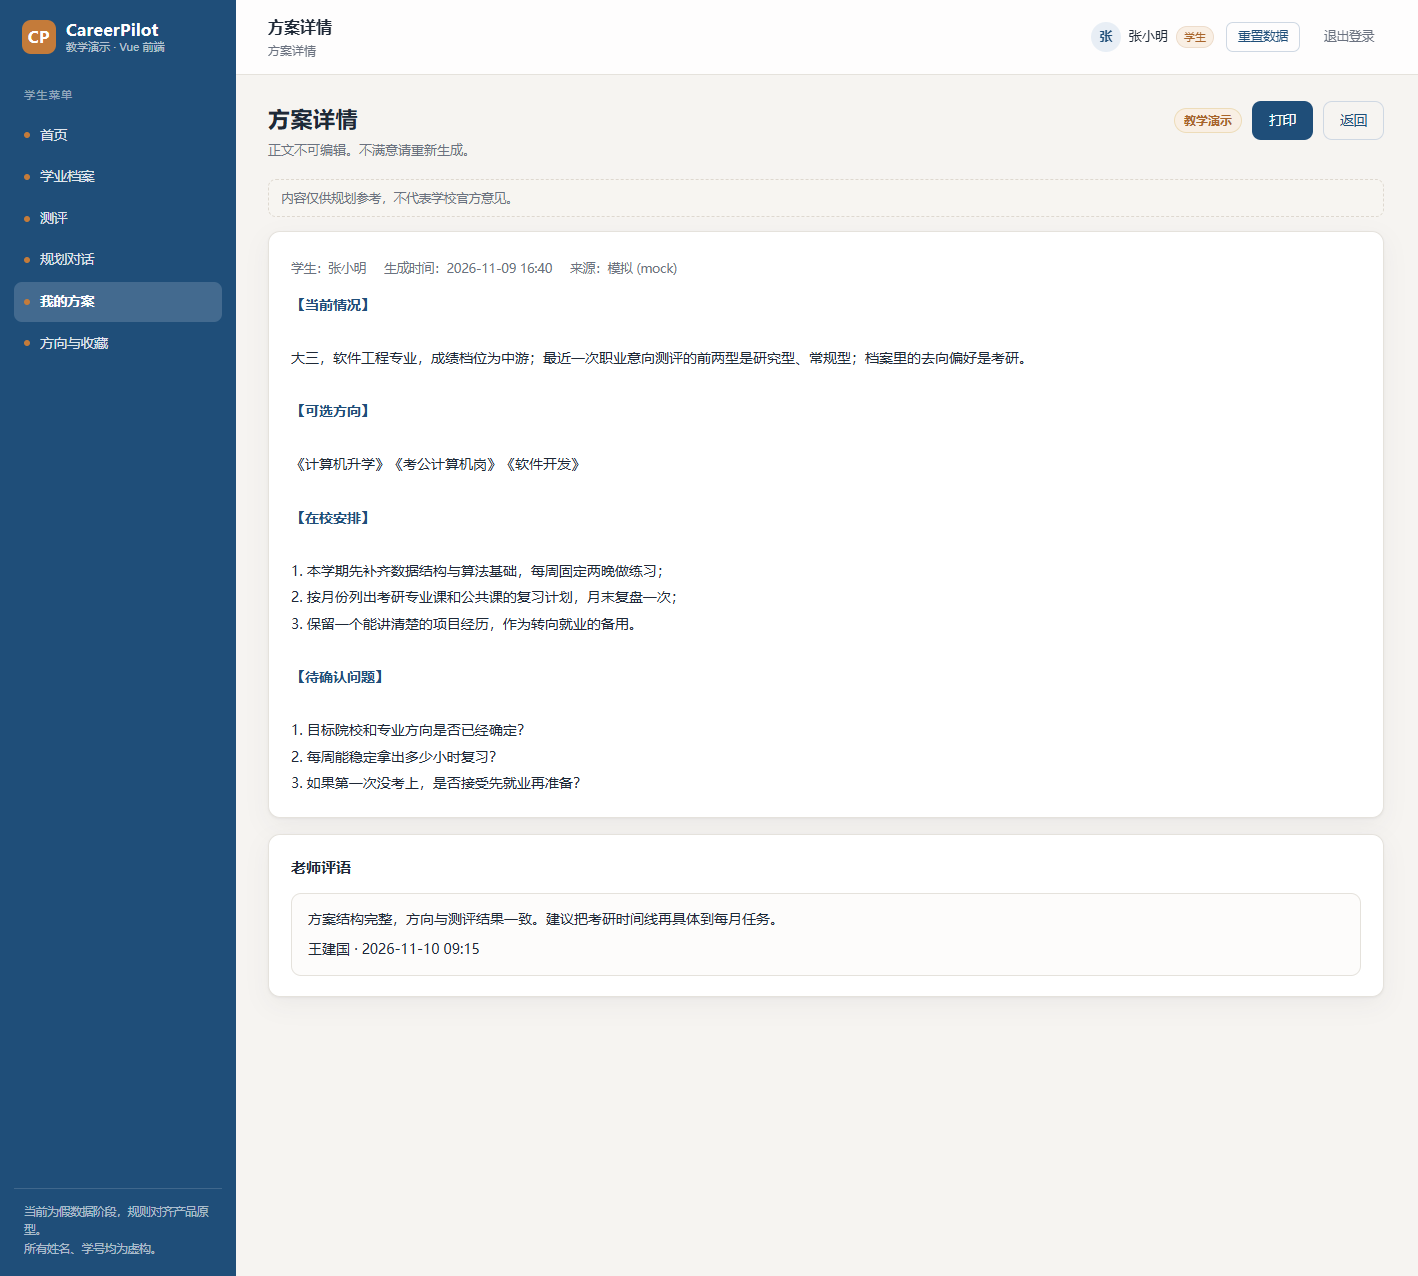 CP
CareerPilot
教学演示 · Vue 前端
学生菜单
首页
学业档案
测评
规划对话
我的方案
方向与收藏
当前为假数据阶段，规则对齐产品原
型。
所有姓名、学号均为虚构。
方案详情
方案详情
张
张小明
学生
重置数据
退出登录
方案详情
正文不可编辑。不满意请重新生成。
教学演示
打印
返回
内容仅供规划参考，不代表学校官方意见。
学生：张小明 生成时间：2026-11-09 16:40 来源：模拟 (mock)
【当前情况】
大三，软件工程专业，成绩档位为中游；最近一次职业意向测评的前两型是研究型、常规型；档案里的去向偏好是考研。
【可选方向】
《计算机升学》《考公计算机岗》《软件开发》
【在校安排】
1. 本学期先补齐数据结构与算法基础，每周固定两晚做练习；
2. 按月份列出考研专业课和公共课的复习计划，月末复盘一次；
3. 保留一个能讲清楚的项目经历，作为转向就业的备用。
【待确认问题】
1. 目标院校和专业方向是否已经确定？
2. 每周能稳定拿出多少小时复习？
3. 如果第一次没考上，是否接受先就业再准备？
老师评语
方案结构完整，方向与测评结果一致。建议把考研时间线再具体到每月任务。
王建国 · 2026-11-10 09:15